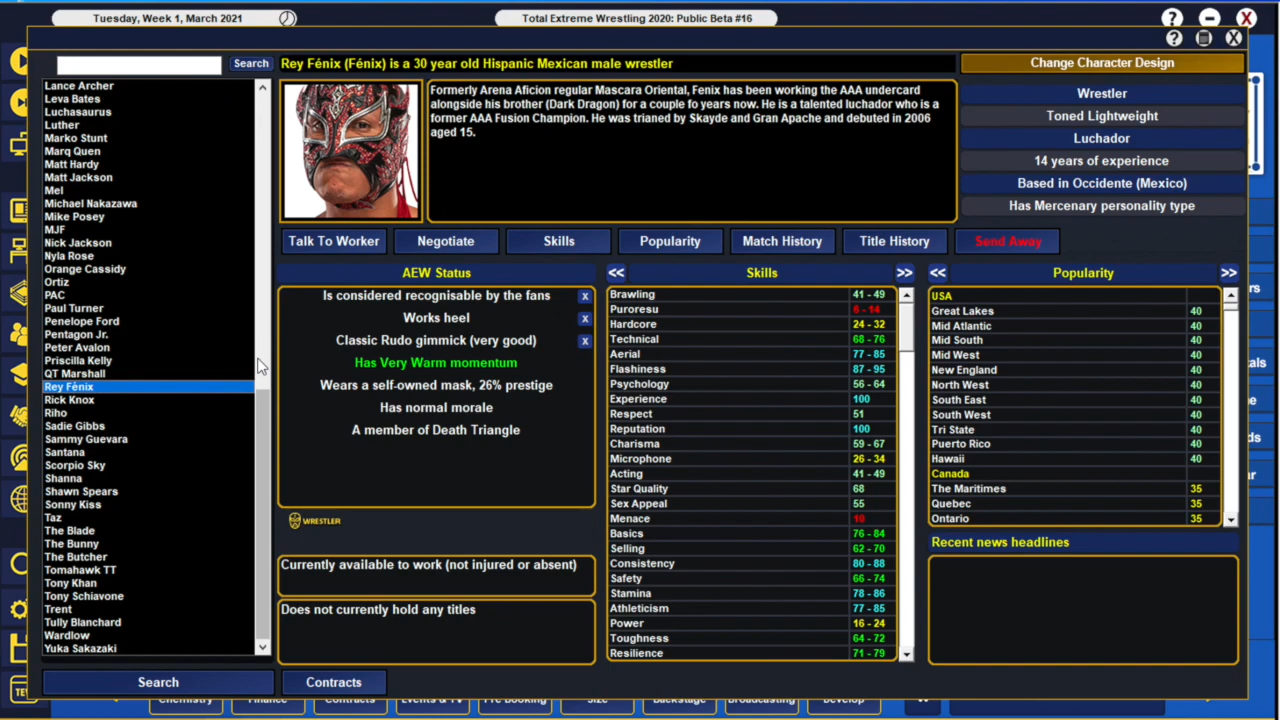 Tuesday, Week 1, March 2021
Total Extreme Wrestling 2020: Public Beta #16
Search
Rey Fénix (Fénix) is a 30 year old Hispanic Mexican male wrestler
Change Character Design
Lance Archer
Leva Bates
Luchasaurus
Luther
Marko Stunt
Marq Quen
Matt Hardy
Matt Jackson
Mel
Michael Nakazawa
Mike Posey
MJF
Nick Jackson
Nyla Rose
Orange Cassidy
Ortiz
PAC
Paul Turner
Penelope Ford
Pentagon Jr.
Peter Avalon
Priscilla Kelly
QT Marshall
Rey Fénix
Rick Knox
Riho
Sadie Gibbs
Sammy Guevara
Santana
Scorpio Sky
Shanna
Shawn Spears
Sonny Kiss
Taz
The Blade
The Bunny
The Butcher
Tomahawk TT
Tony Khan
Tony Schiavone
Trent
Tully Blanchard
Wardlow
Yuka Sakazaki
Formerly Arena Aficion regular Mascara Oriental, Fenix has been working the AAA undercard
alongside his brother (Dark Dragon) for a couple fo years now. He is a talented luchador who is a
former AAA Fusion Champion. He was trianed by Skayde and Gran Apache and debuted in 2006
aged 15.
Wrestler
Toned Lightweight
Luchador
14 years of experience
Based in Occidente (Mexico)
Has Mercenary personality type
Talk To Worker
Negotiate
Skills
Popularity
Match History
Title History
Send Away
AEW Status
Is considered recognisable by the fans x
Works heel x
Classic Rudo gimmick (very good) x
Has Very Warm momentum
Wears a self-owned mask, 26% prestige
Has normal morale
A member of Death Triangle
WRESTLER
Currently available to work (not injured or absent)
Does not currently hold any titles
<< Skills >>
Brawling 41 - 49
Puroresu 6 - 14
Hardcore 24 - 32
Technical 68 - 76
Aerial 77 - 85
Flashiness 87 - 95
Psychology 56 - 64
Experience 100
Respect 51
Reputation 100
Charisma 59 - 67
Microphone 26 - 34
Acting 41 - 49
Star Quality 68
Sex Appeal 55
Menace 10
Basics 76 - 84
Selling 62 - 70
Consistency 80 - 88
Safety 66 - 74
Stamina 78 - 86
Athleticism 77 - 85
Power 16 - 24
Toughness 64 - 72
Resilience 71 - 79
<< Popularity >>
USA
Great Lakes 40
Mid Atlantic 40
Mid South 40
Mid West 40
New England 40
North West 40
South East 40
South West 40
Tri State 40
Puerto Rico 40
Hawaii 40
Canada
The Maritimes 35
Quebec 35
Ontario 35
Recent news headlines
Search
Contracts
Chemistry
Finance
Contracts
Events & TV
Pre Booking
Size
Backstage
Broadcasting
Develop